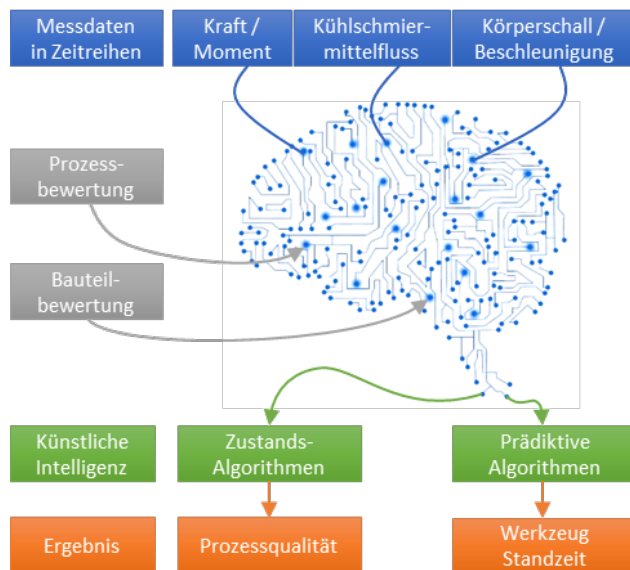 Messdaten
in Zeitreihen
Kraft /
Moment
Kühlschmier-
mittelfluss
Körperschall /
Beschleunigung
Prozess-
bewertung
Bauteil-
bewertung
Künstliche
Intelligenz
Zustands-
Algorithmen
Prädiktive
Algorithmen
Ergebnis
Prozessqualität
Werkzeug
Standzeit